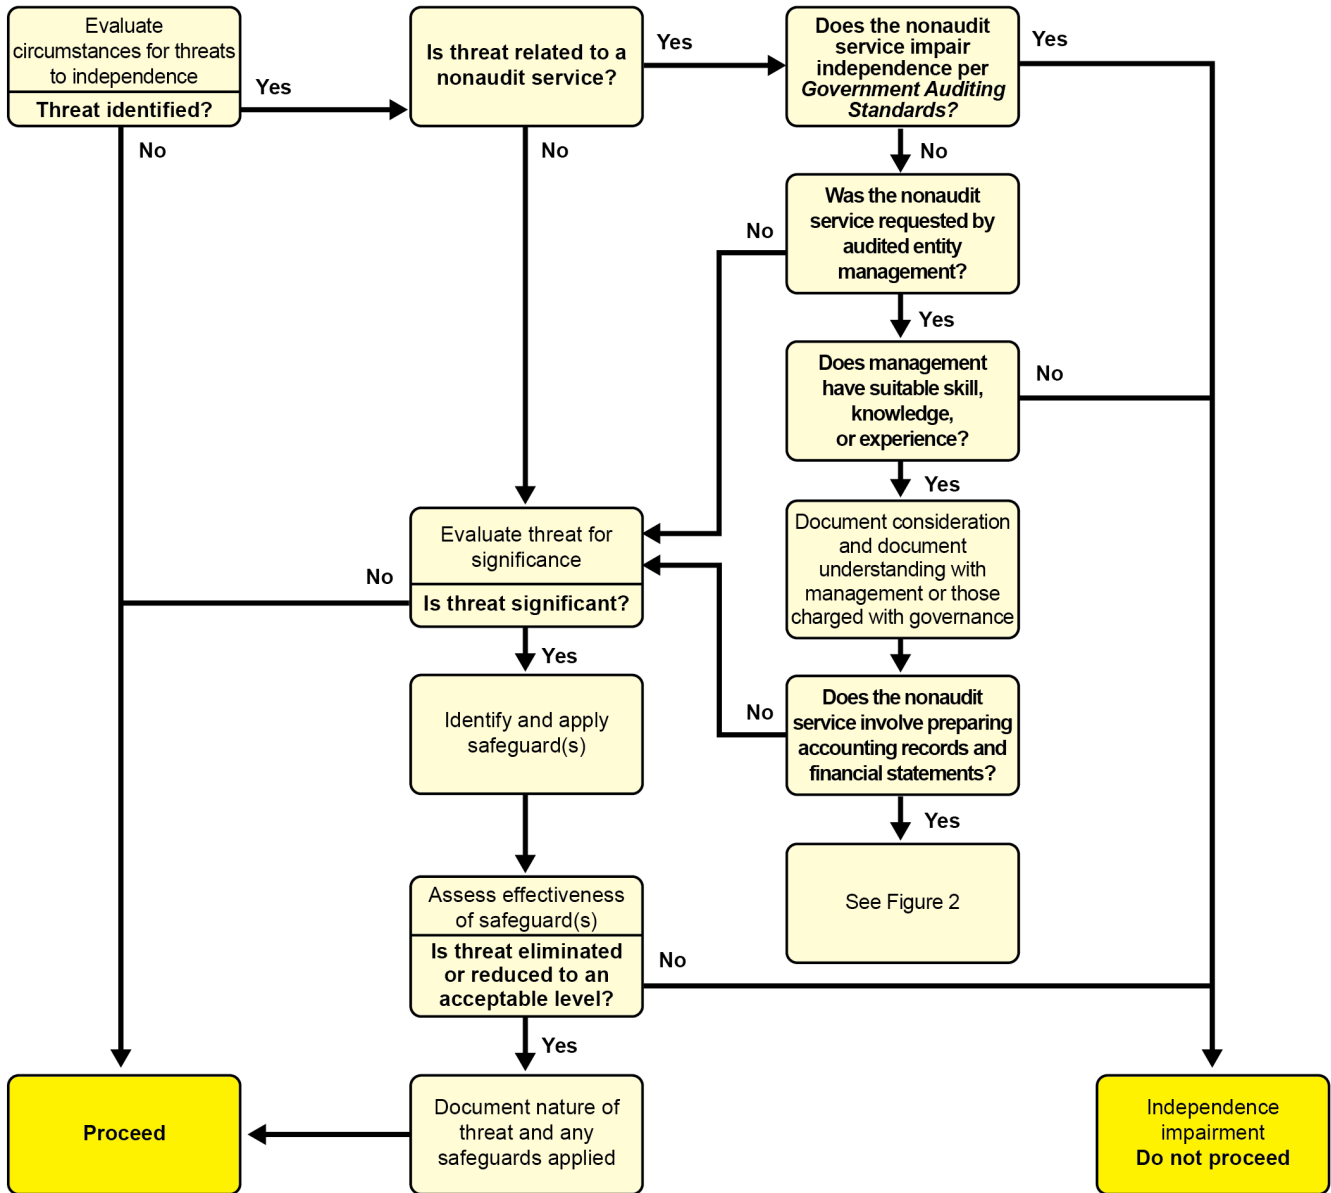 Evaluate
circumstances for threats
to independence
Threat identified?
Yes
No
Is threat related to a
nonaudit service?
Yes
No
Does the nonaudit
service impair
independence per
Government Auditing
Standards?
Yes
No
Was the nonaudit
service requested by
audited entity
management?
No
Yes
Does management
have suitable skill,
knowledge,
or experience?
No
Yes
Document consideration
and document
understanding with
management or those
charged with governance
Does the nonaudit
service involve preparing
accounting records and
financial statements?
No
Yes
See Figure 2
Evaluate threat for
significance
Is threat significant?
No
Yes
Identify and apply
safeguard(s)
Assess effectiveness
of safeguard(s)
Is threat eliminated
or reduced to an
acceptable level?
No
Yes
Document nature of
threat and any
safeguards applied
Proceed
Independence
impairment
Do not proceed